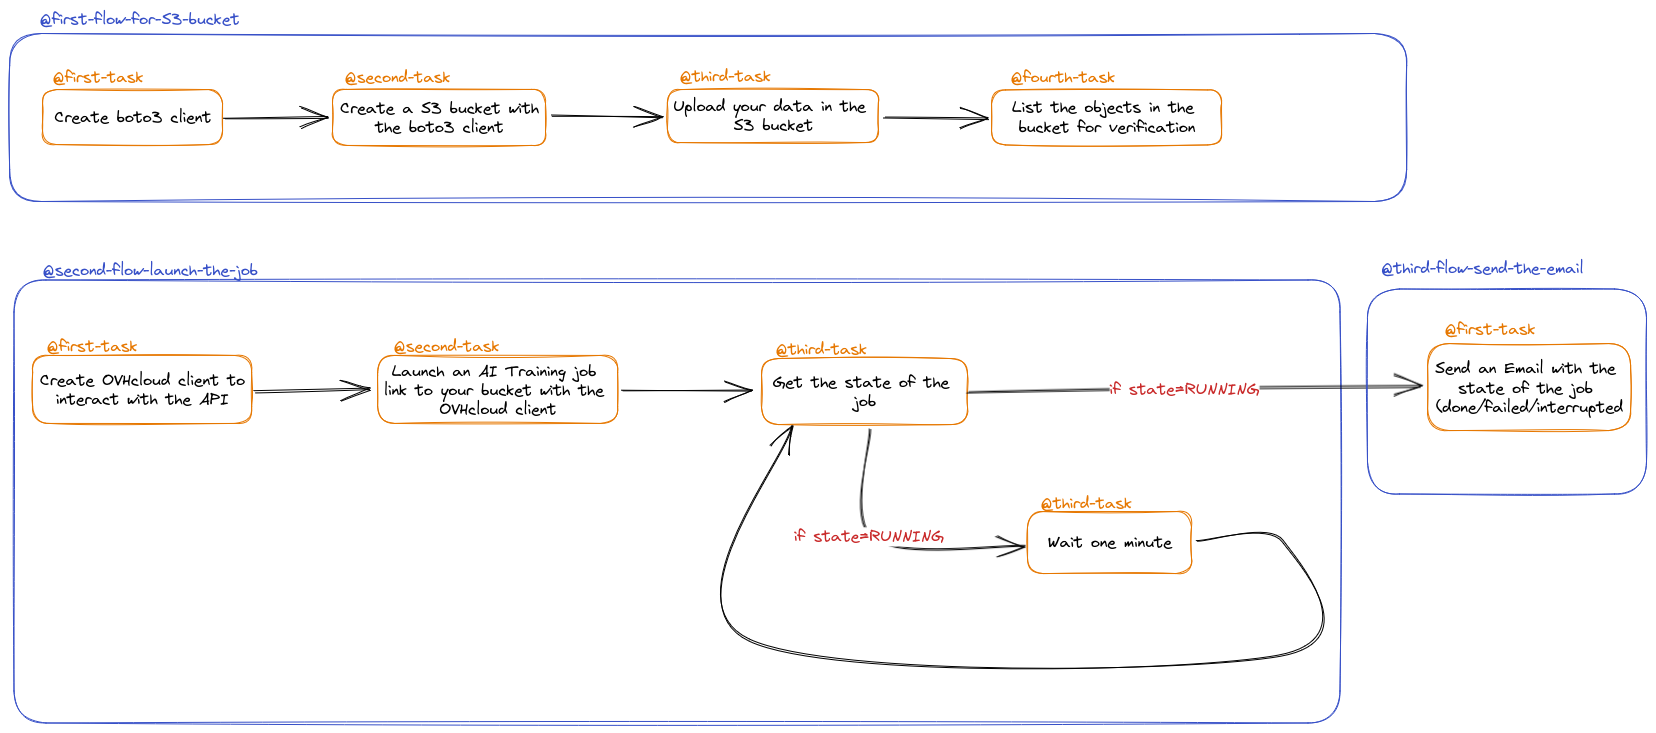 @first-flow-for-S3-bucket
@first-task
Create boto3 client
@second-task
Create a S3 bucket with
the boto3 client
@third-task
Upload your data in the
S3 bucket
@fourth-task
List the objects in the
bucket for verification
@second-flow-launch-the-job
@first-task
Create OVHcloud client to
interact with the API
@second-task
Launch an AI Training job
link to your bucket with the
OVHcloud client
@third-task
Get the state of the
job
if state=RUNNING
if state=RUNNING
@third-task
Wait one minute
@third-flow-send-the-email
@first-task
Send an Email with the
state of the job
(done/failed/interrupted